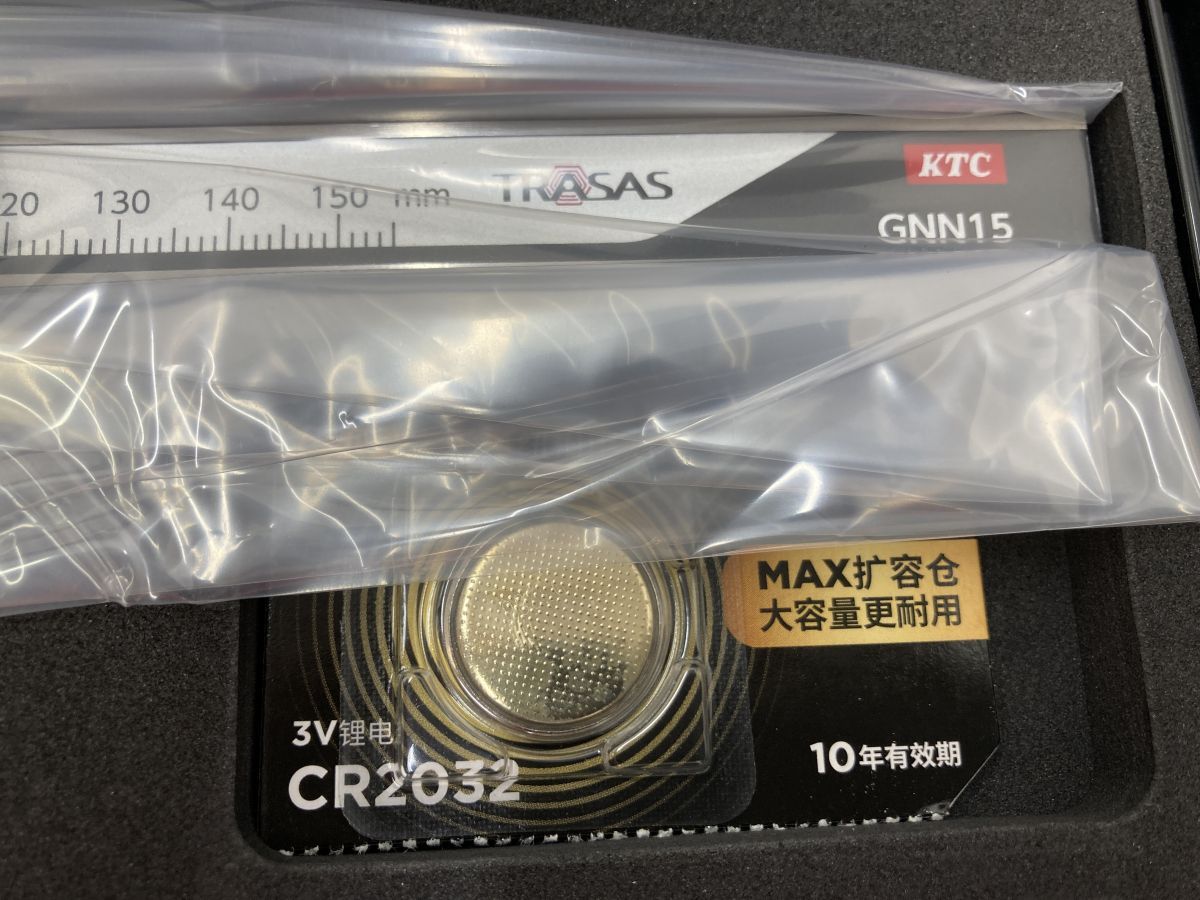 20 130 140 150 mm
TRASAS
KTC
GNN15
MAX扩容仓
大容量更耐用
3V锂电
CR2032
10年有效期